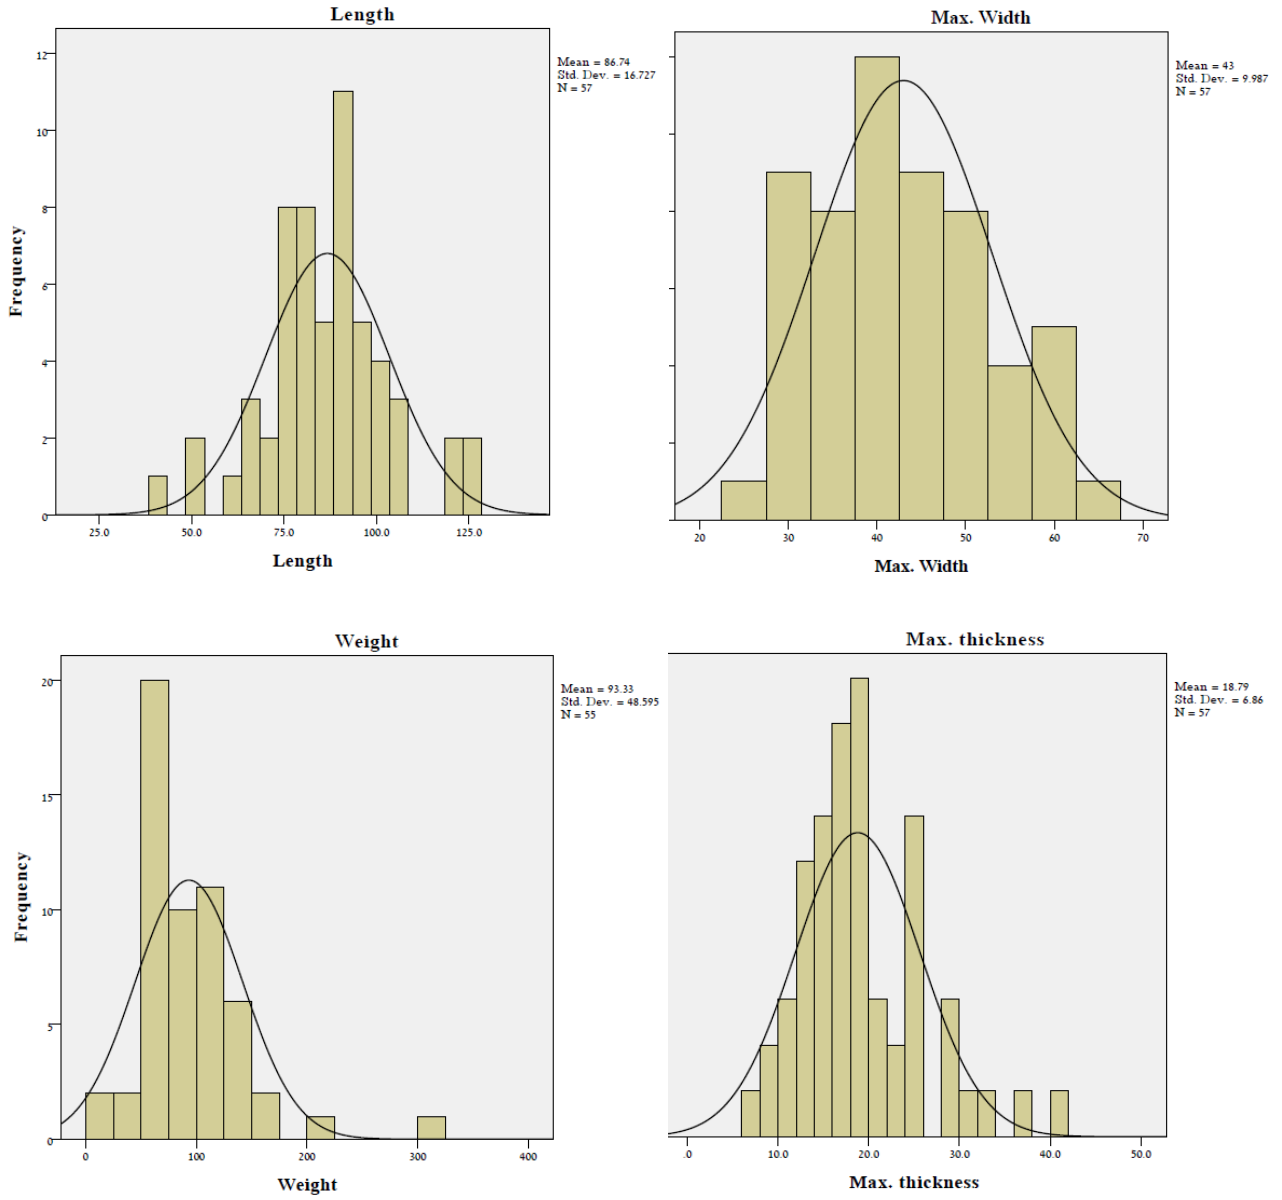 Length
12
10
8
6
4
2
0
Frequency
25.0 50.0 75.0 100.0 125.0
Length
Mean = 86.74
Std. Dev. = 16.727
N = 57
Max. Width
20 30 40 50 60 70
Max. Width
Mean = 43
Std. Dev. = 9.987
N = 57
Weight
20
15
10
5
0
Frequency
0 100 200 300 400
Weight
Mean = 93.33
Std. Dev. = 48.595
N = 55
Max. thickness
.0 10.0 20.0 30.0 40.0 50.0
Max. thickness
Mean = 18.79
Std. Dev. = 6.86
N = 57